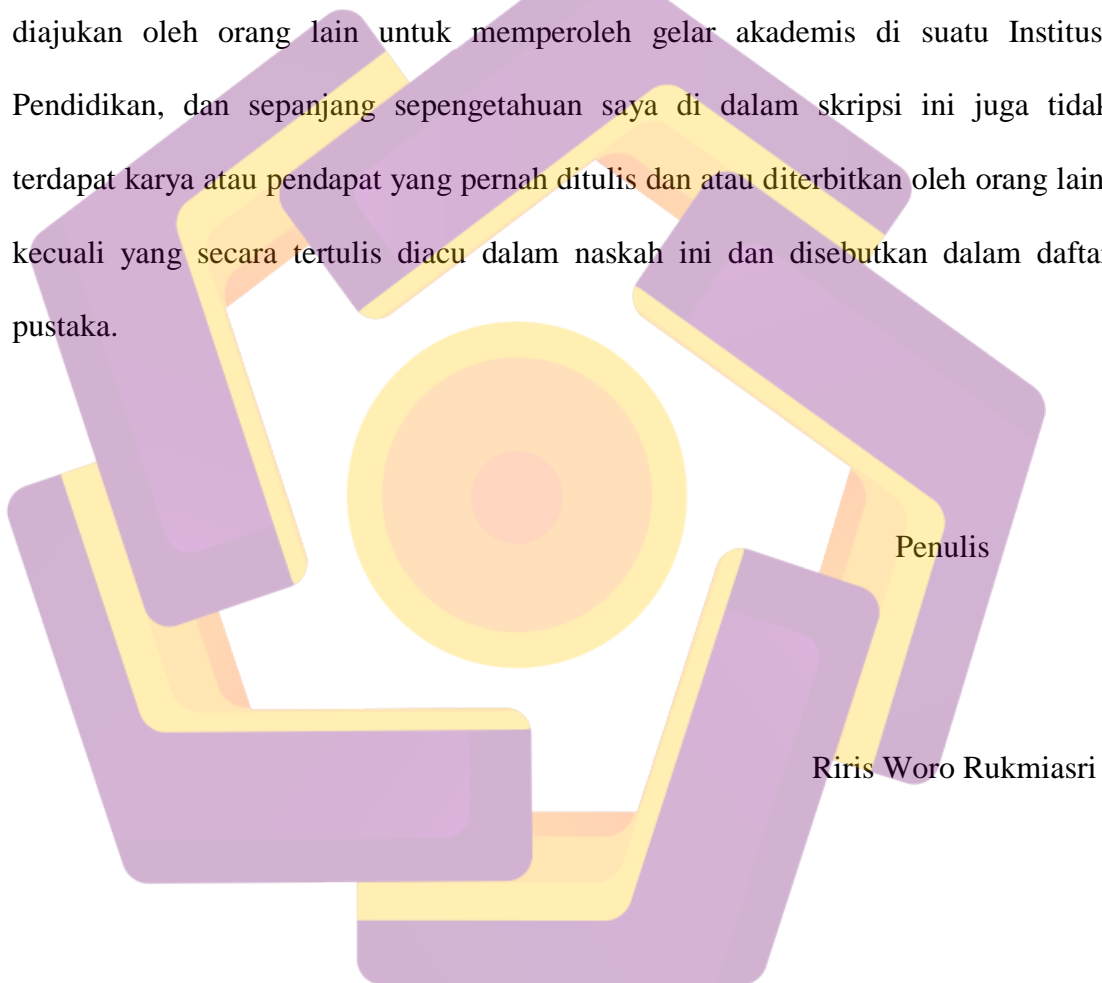 diajukan oleh orang lain untuk memperoleh gelar akademis di suatu Institus
Pendidikan, dan sepanjang sepengetahuan saya di dalam skripsi ini juga tidak
terdapat karya atau pendapat yang pernah ditulis dan atau diterbitkan oleh orang lain
kecuali yang secara tertulis diacu dalam naskah ini dan disebutkan dalam dafta
pustaka.
Penulis
Riris Woro Rukmiasri